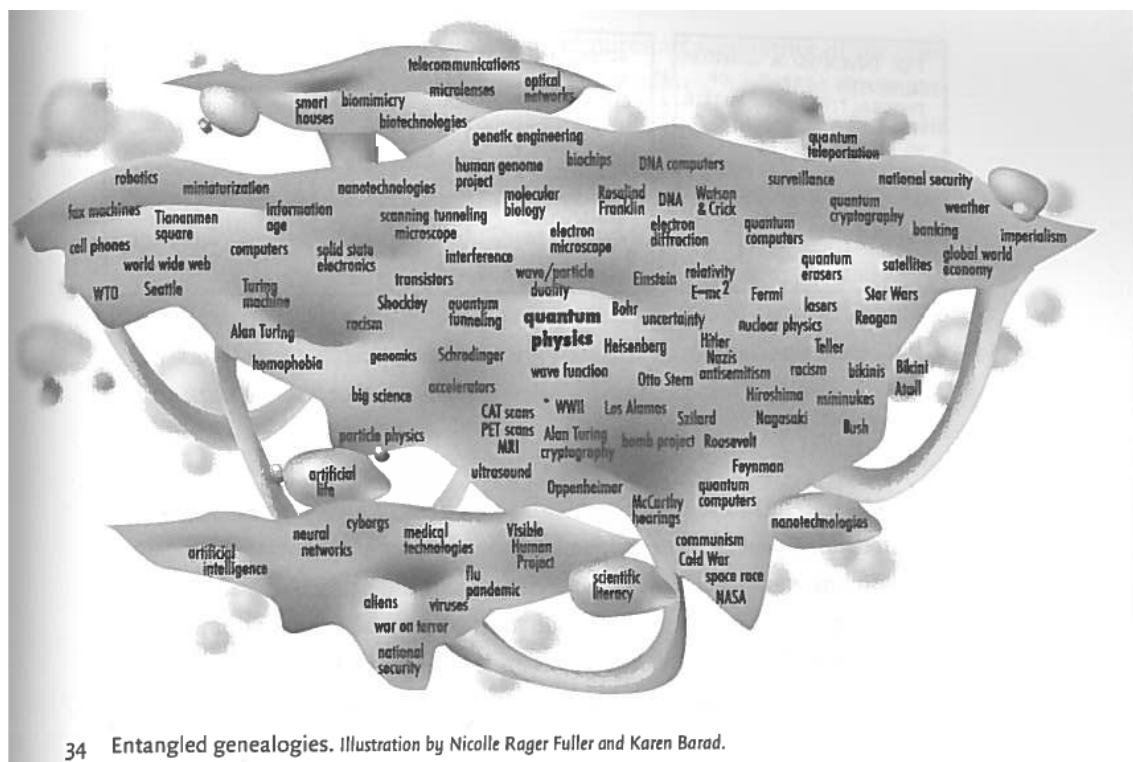 telecommunications
microlenses
optical
networks
smart
houses
biomimicry
biotechnologies
genetic engineering
quantum
teleportation
human genome
project
biochips
DNA computers
robotics
miniaturization
nanotechnologies
surveillance
national security
molecular
biology
Rosalind
Franklin
DNA
Watson
& Crick
fax machines
Tiananmen
square
information
age
scanning tunneling
microscope
quantum
cryptography
weather
electron
microscope
electron
diffraction
quantum
computers
banking
imperialism
cell phones
world wide web
computers
solid state
electronics
interference
quantum
erasers
satellites
global world
economy
transistors
wave/particle
duality
Einstein
relativity
E=mc2
Fermi
lasers
Star Wars
WTO
Seattle
Turing
machine
Shockley
quantum
tunneling
quantum
physics
Bohr
uncertainty
nuclear physics
Reagan
Alan Turing
racism
homophobia
genomics
Schrodinger
Heisenberg
Hitler
Nazis
Teller
wave function
Otto Stern
antisemitism
racism
bikinis
Bikini
Atoll
big science
accelerators
Hiroshima
mininukes
CAT scans
PET scans
MRI
WWII
Los Alamos
Szilard
Nagasaki
Bush
particle physics
Alan Turing
cryptography
bomb project
Roosevelt
artificial
life
ultrasound
Oppenheimer
Feynman
quantum
computers
McCarthy
hearings
nanotechnologies
neural
networks
cyborgs
medical
technologies
Visible
Human
Project
communism
Cold War
artificial
intelligence
flu
pandemic
scientific
literacy
space race
NASA
aliens
viruses
war on terror
national
security
34 Entangled genealogies. Illustration by Nicolle Rager Fuller and Karen Barad.